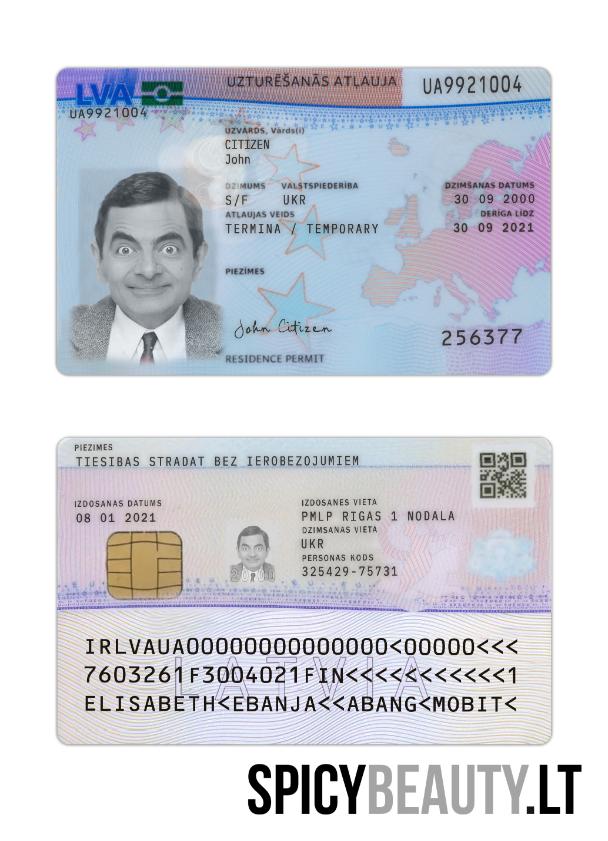 LVA
UZTURĒŠANĀS ATĻAUJA
UA9921004
UA9921004
UZVĀRDS, Vārds(i)
CITIZEN
John
DZIMUMS VALSTSPIEDERĪBA DZIMŠANAS DATUMS
S/F UKR 30 09 2000
ATĻAUJAS VEIDS DERĪGA LĪDZ
TERMINA / TEMPORARY 30 09 2021
PIEZĪMES
John Citizen
256377
RESIDENCE PERMIT
PIEZIMES
TIESIBAS STRADAT BEZ IEROBEZOJUMIEM
IZDOSANAS DATUMS
08 01 2021
IZDOSANES VIETA
PMLP RIGAS 1 NODALA
DZIMSANAS VIETA
UKR
PERSONAS KODS
325429-75731
LATVIA
IRLVAUA00000000000000<00000<<<
7603261F3004021FIN<<<<<<<<<<<1
ELISABETH<EBANJA<<ABANG<MOBIT<
SPICYBEAUTY.LT